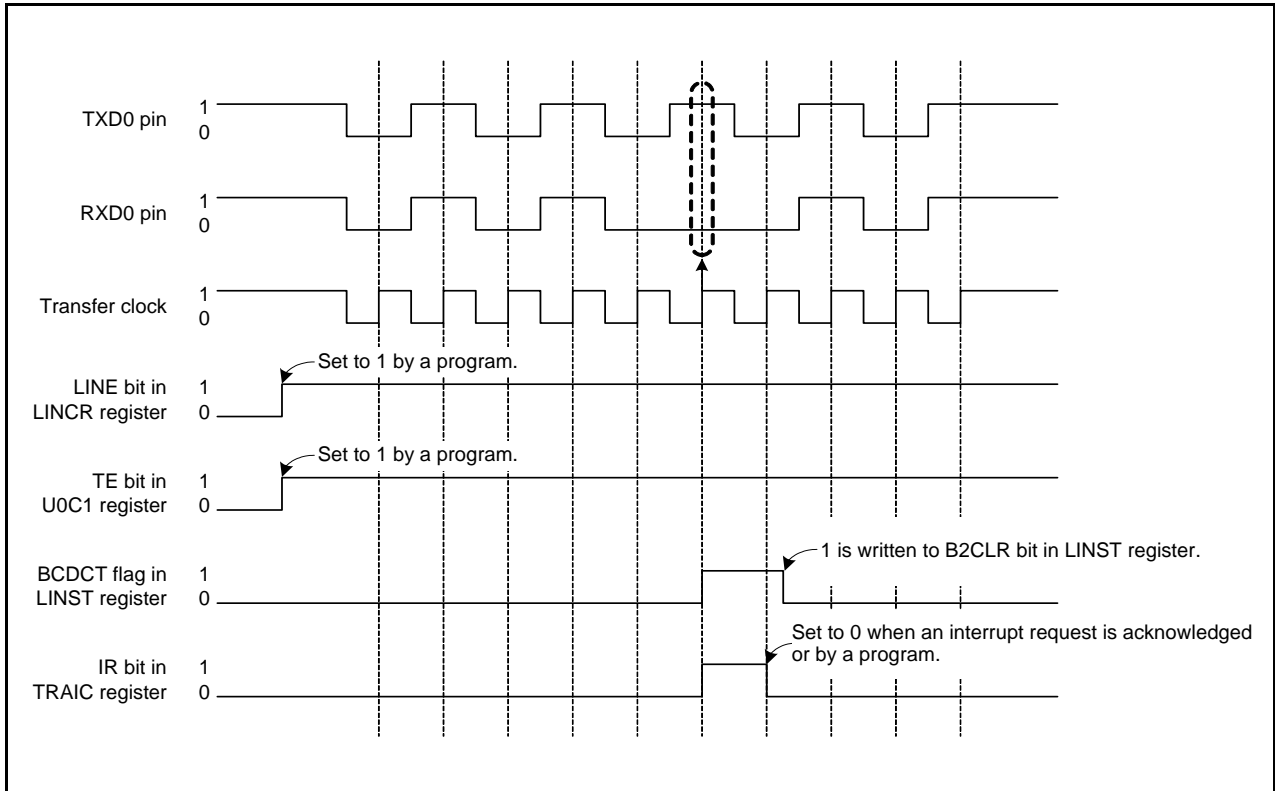 TXD0 pin
1
0
RXD0 pin
1
0
Transfer clock
1
0
Set to 1 by a program.
LINE bit in
LINCR register
1
0
Set to 1 by a program.
TE bit in
U0C1 register
1
0
1 is written to B2CLR bit in LINST register.
BCDCT flag in
LINST register
1
0
Set to 0 when an interrupt request is acknowledged
or by a program.
IR bit in
TRAIC register
1
0